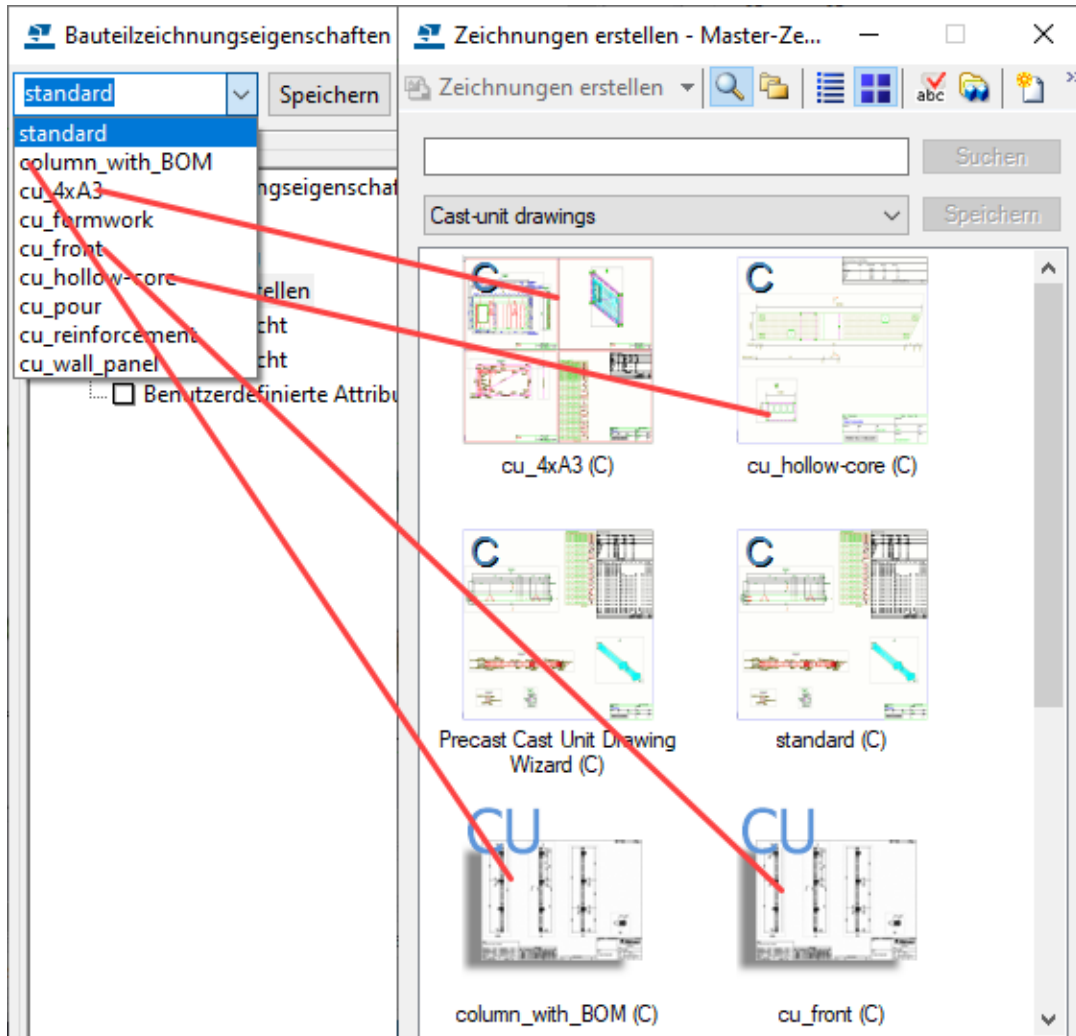 Bauteilzeichnungseigenschaften
standard
Speichern
standard
column_with_BOM
cu_4xA3
cu_formwork
cu_front
cu_hollow-core
cu_pour
cu_reinforcement
cu_wall_panel
ngseigenschaf
tellen
cht
cht
Benutzerdefinierte Attribu
Zeichnungen erstellen - Master-Ze...
Zeichnungen erstellen
abc
Suchen
Cast-unit drawings
Speichern
C
cu_4xA3 (C)
cu_hollow-core (C)
C
C
C
Precast Cast Unit Drawing
Wizard (C)
standard (C)
CU
CU
column_with_BOM (C)
cu_front (C)